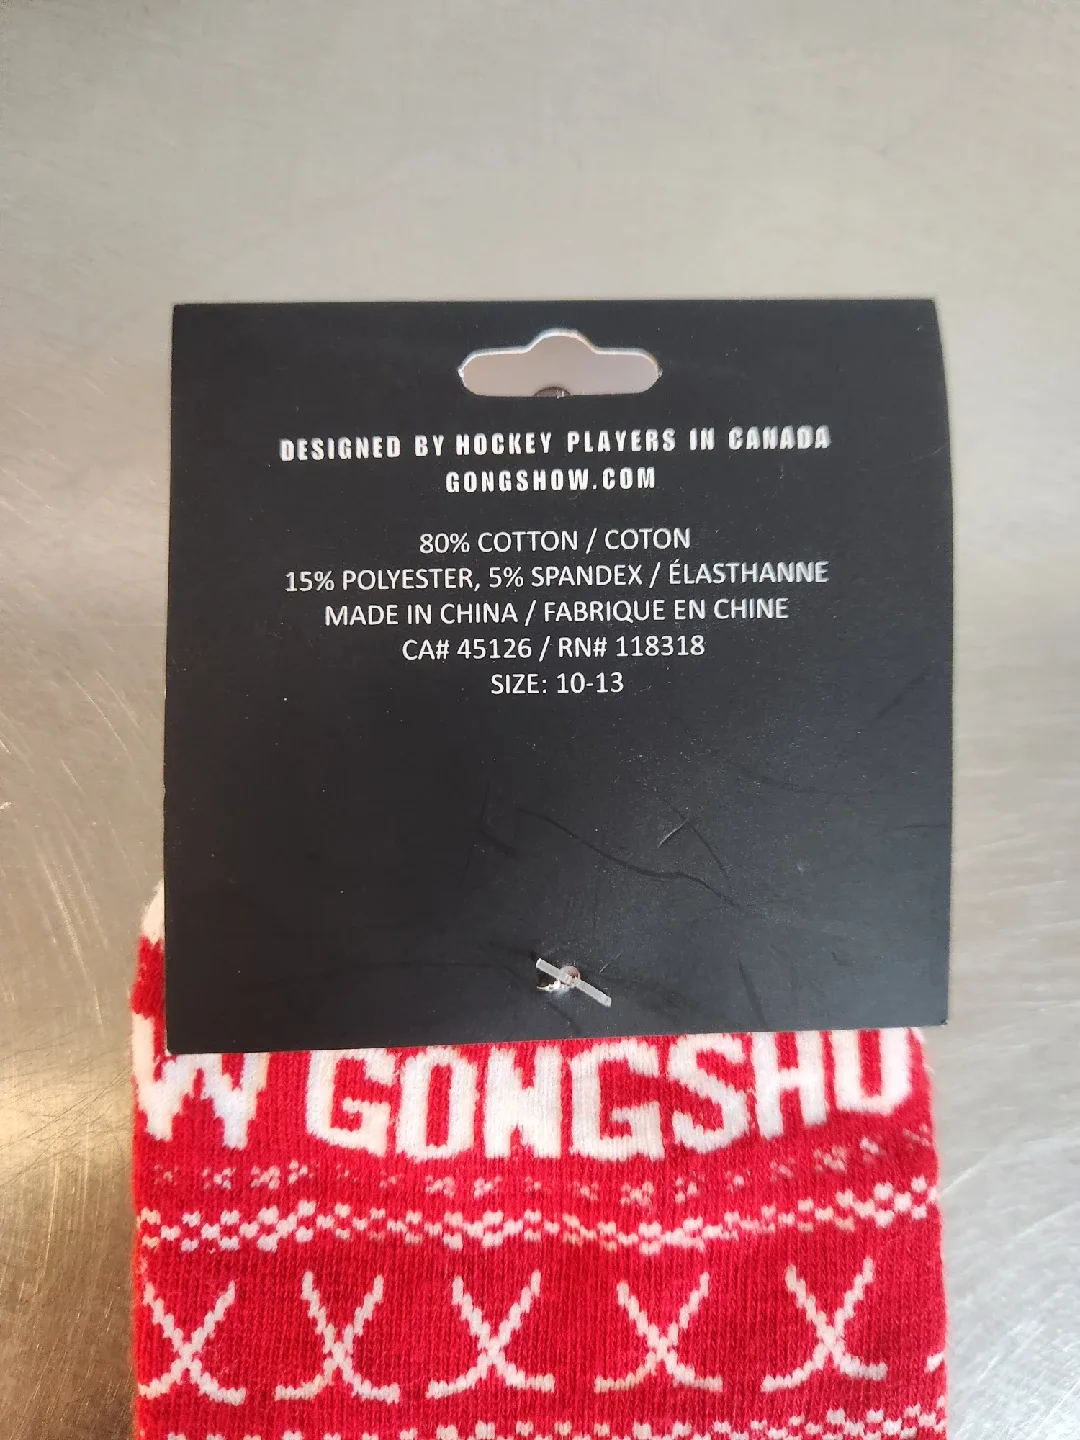 DESIGNED BY HOCKEY PLAYERS IN CANADA
GONGSHOW.COM
80% COTTON / COTON
15% POLYESTER, 5% SPANDEX / ÉLASTHANNE
MADE IN CHINA / FABRIQUE EN CHINE
CA# 45126 / RN# 118318
SIZE: 10-13
W GONGSHO